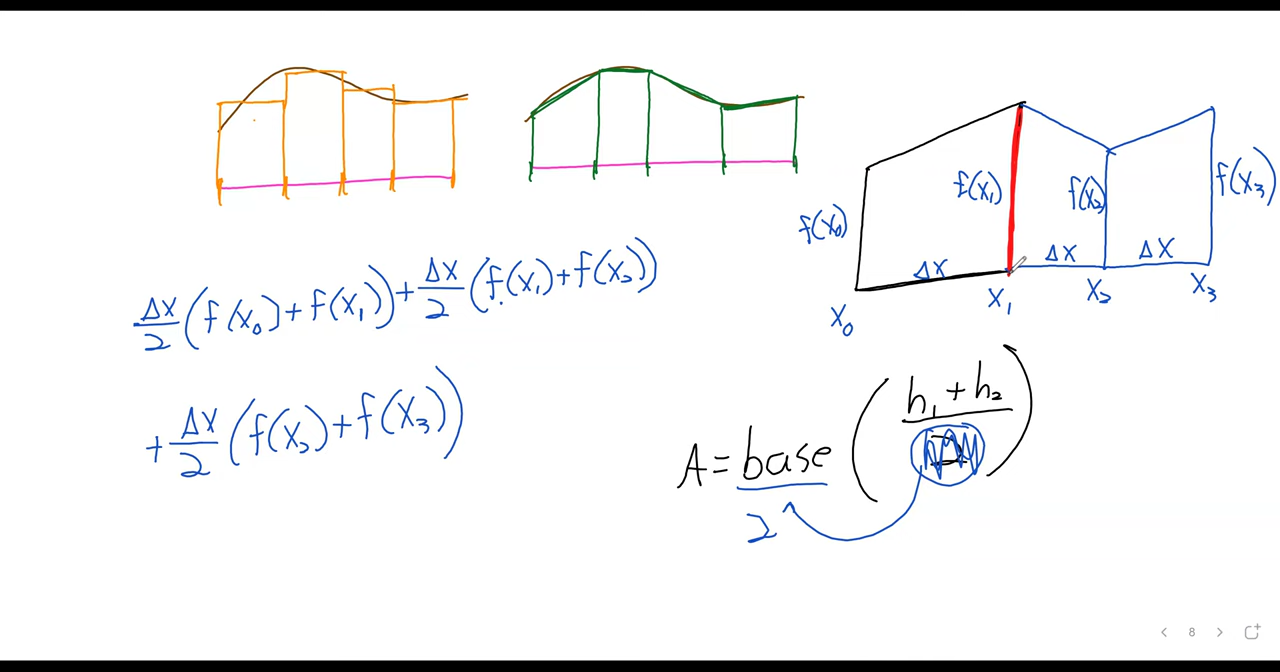 Δx/2 (f(x₀) + f(x₁)) + Δx/2 (f(x₁) + f(x₂))
+ Δx/2 (f(x₂) + f(x₃))
f(x₀) f(x₁) f(x₂) f(x₃)
Δx Δx Δx
x₀ x₁ x₂ x₃
A = base/2 (h₁ + h₂)
8